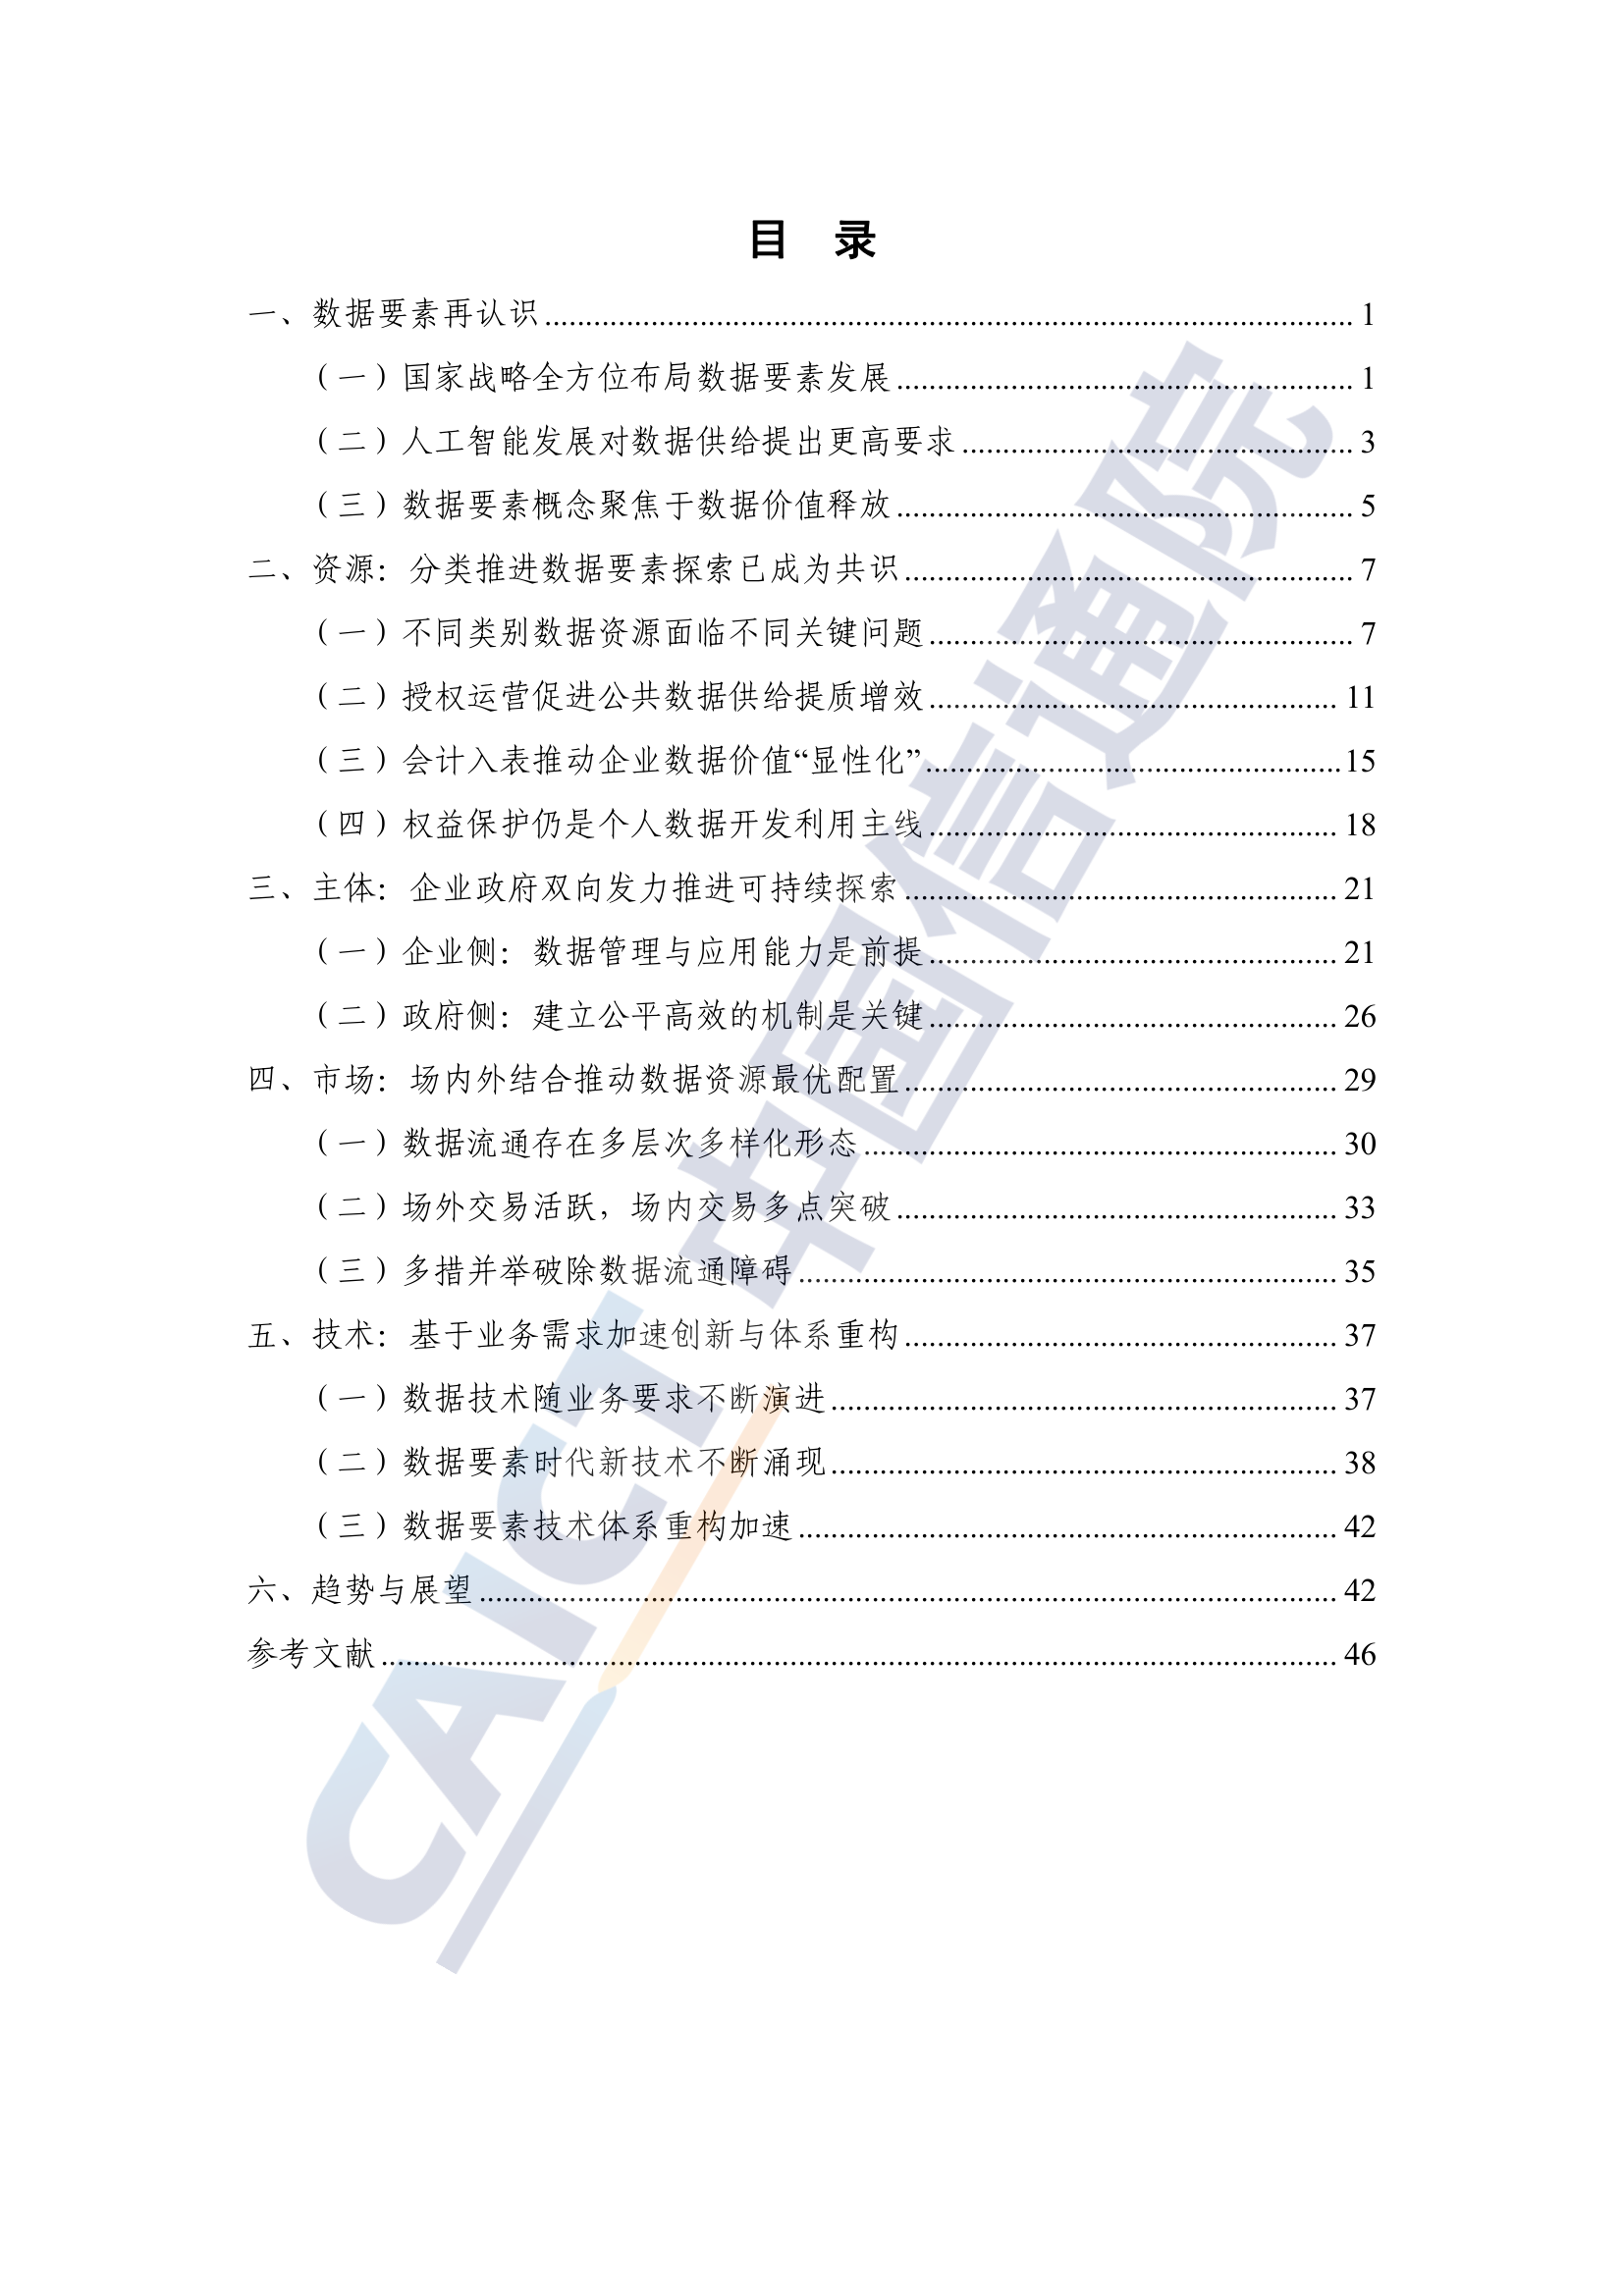 目 录
一、数据要素再认识 1
（一）国家战略全方位布局数据要素发展 1
（二）人工智能发展对数据供给提出更高要求 3
（三）数据要素概念聚焦于数据价值释放 5
二、资源：分类推进数据要素探索已成为共识 7
（一）不同类别数据资源面临不同关键问题 7
（二）授权运营促进公共数据供给提质增效 11
（三）会计入表推动企业数据价值“显性化” 15
（四）权益保护仍是个人数据开发利用主线 18
三、主体：企业政府双向发力推进可持续探索 21
（一）企业侧：数据管理与应用能力是前提 21
（二）政府侧：建立公平高效的机制是关键 26
四、市场：场内外结合推动数据资源最优配置 29
（一）数据流通存在多层次多样化形态 30
（二）场外交易活跃，场内交易多点突破 33
（三）多措并举破除数据流通障碍 35
五、技术：基于业务需求加速创新与体系重构 37
（一）数据技术随业务要求不断演进 37
（二）数据要素时代新技术不断涌现 38
（三）数据要素技术体系重构加速 42
六、趋势与展望 42
参考文献 46
CAICT 中国信通院